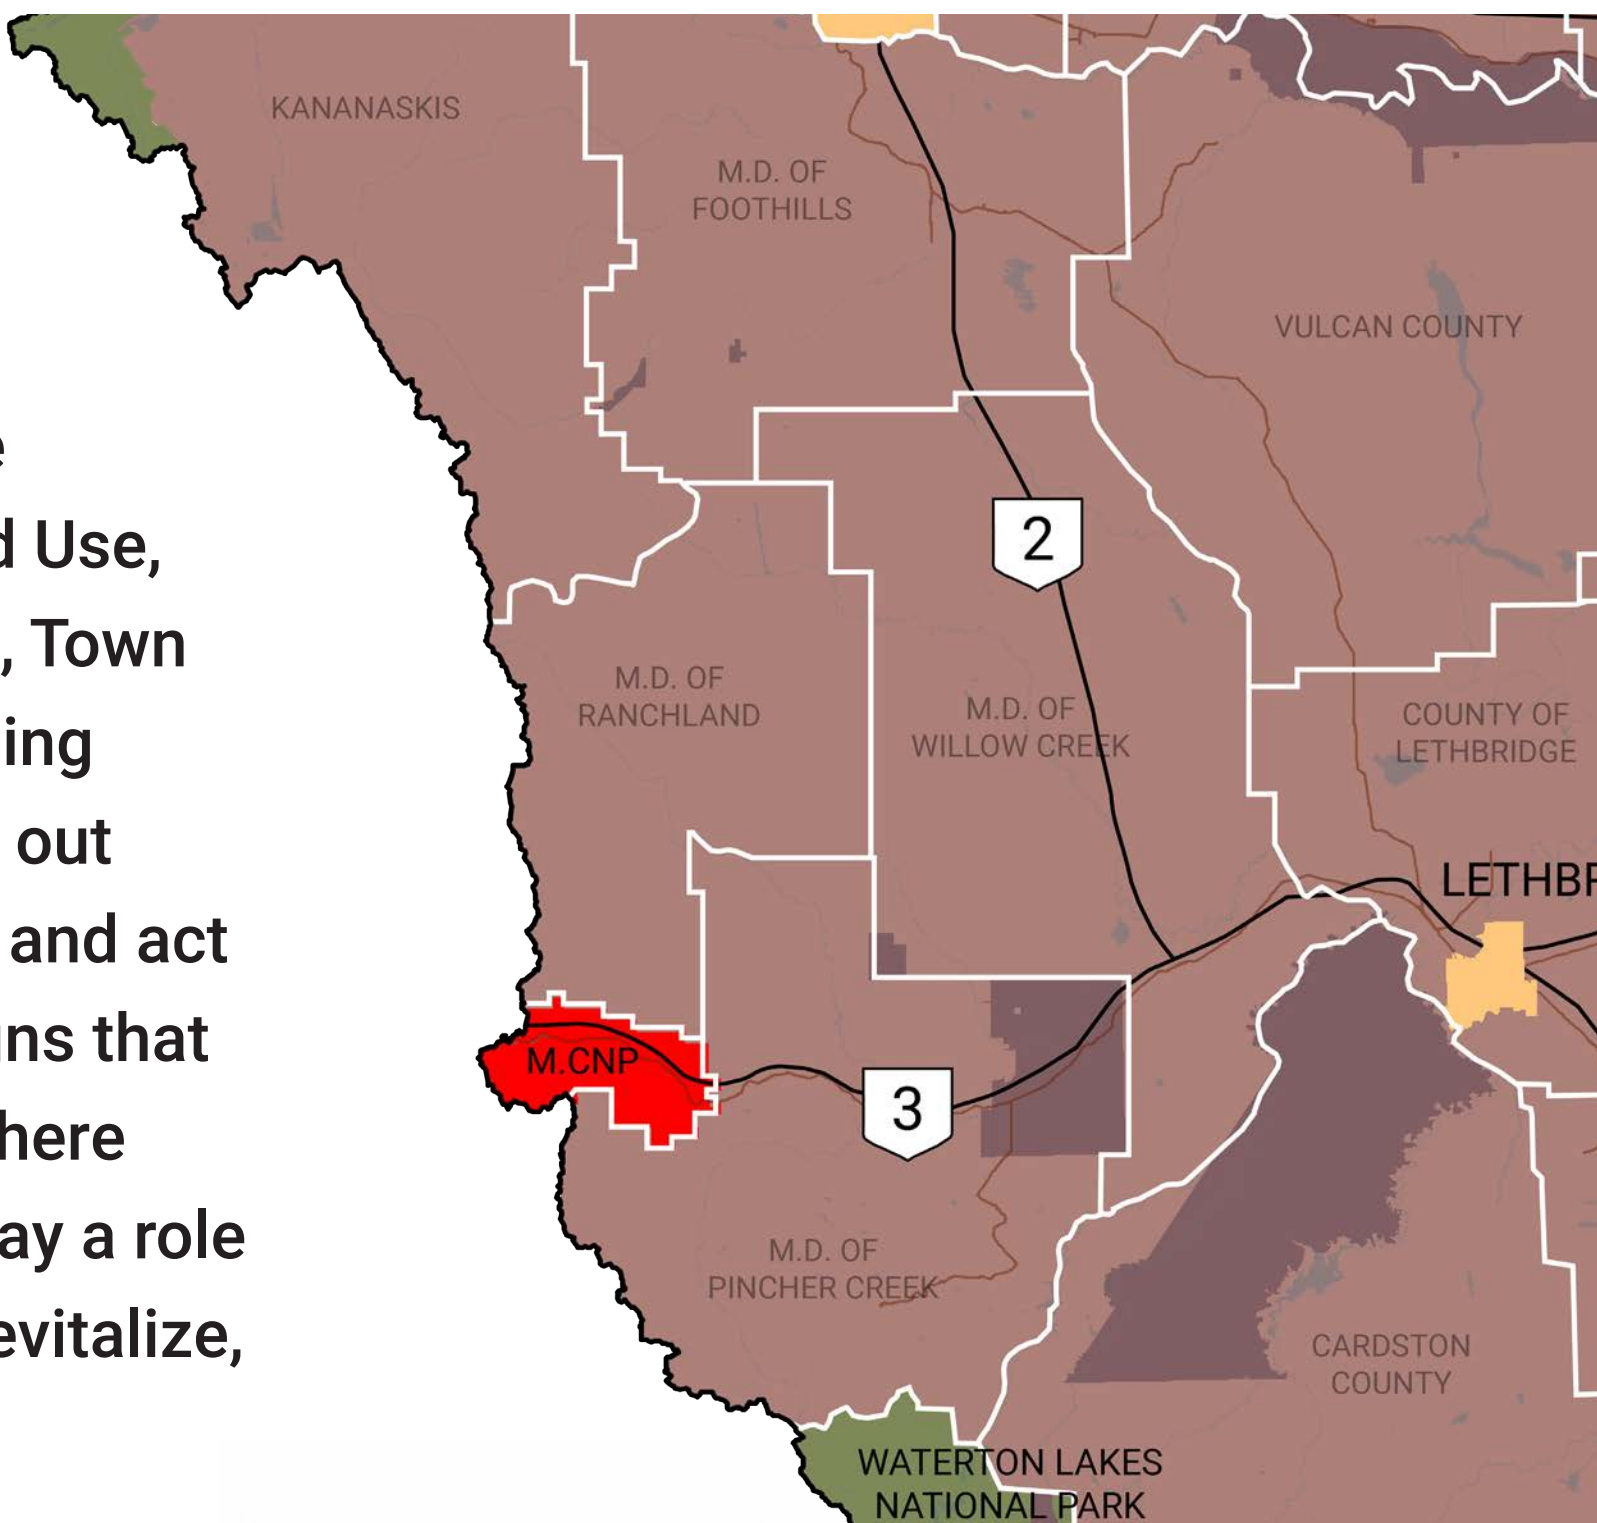 d Use,
, Town
ing
out
and act
ns that
here
ay a role
evitalize,
KANANASKIS
M.D. OF
FOOTHILLS
VULCAN COUNTY
2
M.D. OF
RANCHLAND
M.D. OF
WILLOW CREEK
COUNTY OF
LETHBRIDGE
LETHBR
M.CNP
3
M.D. OF
PINCHER CREEK
CARDSTON
COUNTY
WATERTON LAKES
NATIONAL PARK